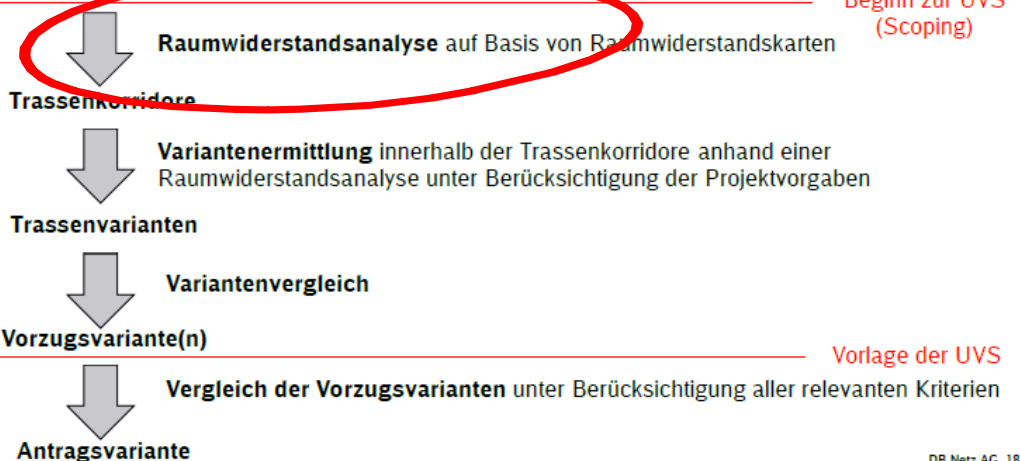 Beginn zur UVS
(Scoping)
Raumwiderstandsanalyse auf Basis von Raumwiderstandskarten
Trassenkorridore
Variantenermittlung innerhalb der Trassenkorridore anhand einer
Raumwiderstandsanalyse unter Berücksichtigung der Projektvorgaben
Trassenvarianten
Variantenvergleich
Vorzugsvariante(n)
Vorlage der UVS
Vergleich der Vorzugsvarianten unter Berücksichtigung aller relevanten Kriterien
Antragsvariante
DB Netz AG 18